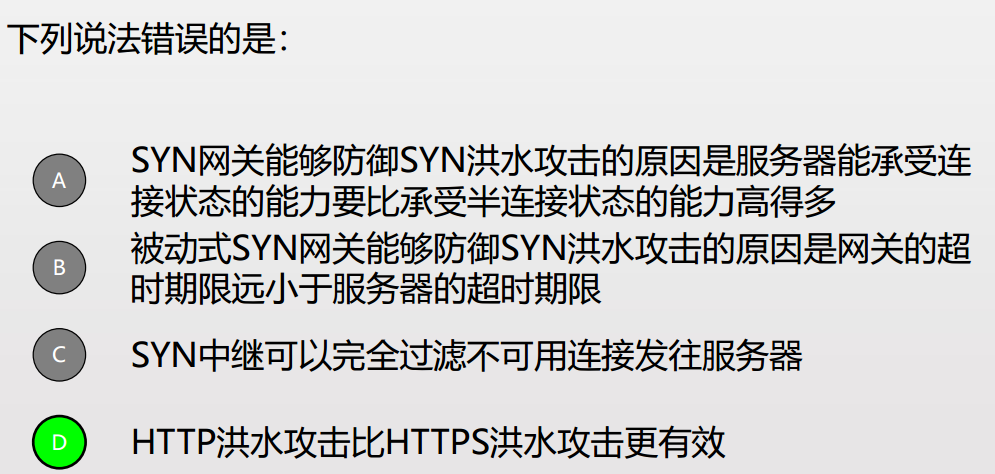 下列说法错误的是：
A
SYN网关能够防御SYN洪水攻击的原因是服务器能承受连
接状态的能力要比承受半连接状态的能力高得多
B
被动式SYN网关能够防御SYN洪水攻击的原因是网关的超
时期限远小于服务器的超时期限
C
SYN中继可以完全过滤不可用连接发往服务器
D
HTTP洪水攻击比HTTPS洪水攻击更有效